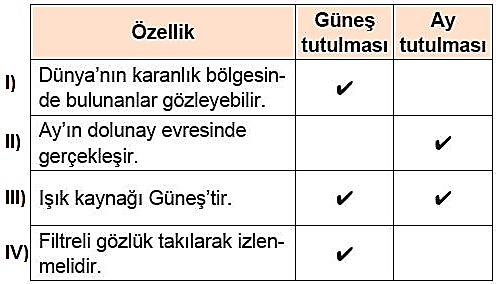 Özellik Güneş tutulması Ay tutulması
I) Dünya'nın karanlık bölgesin-
de bulunanlar gözleyebilir. ✔
II) Ay'ın dolunay evresinde
gerçekleşir. ✔
III) Işık kaynağı Güneş'tir. ✔ ✔
IV) Filtreli gözlük takılarak izlen-
melidir. ✔